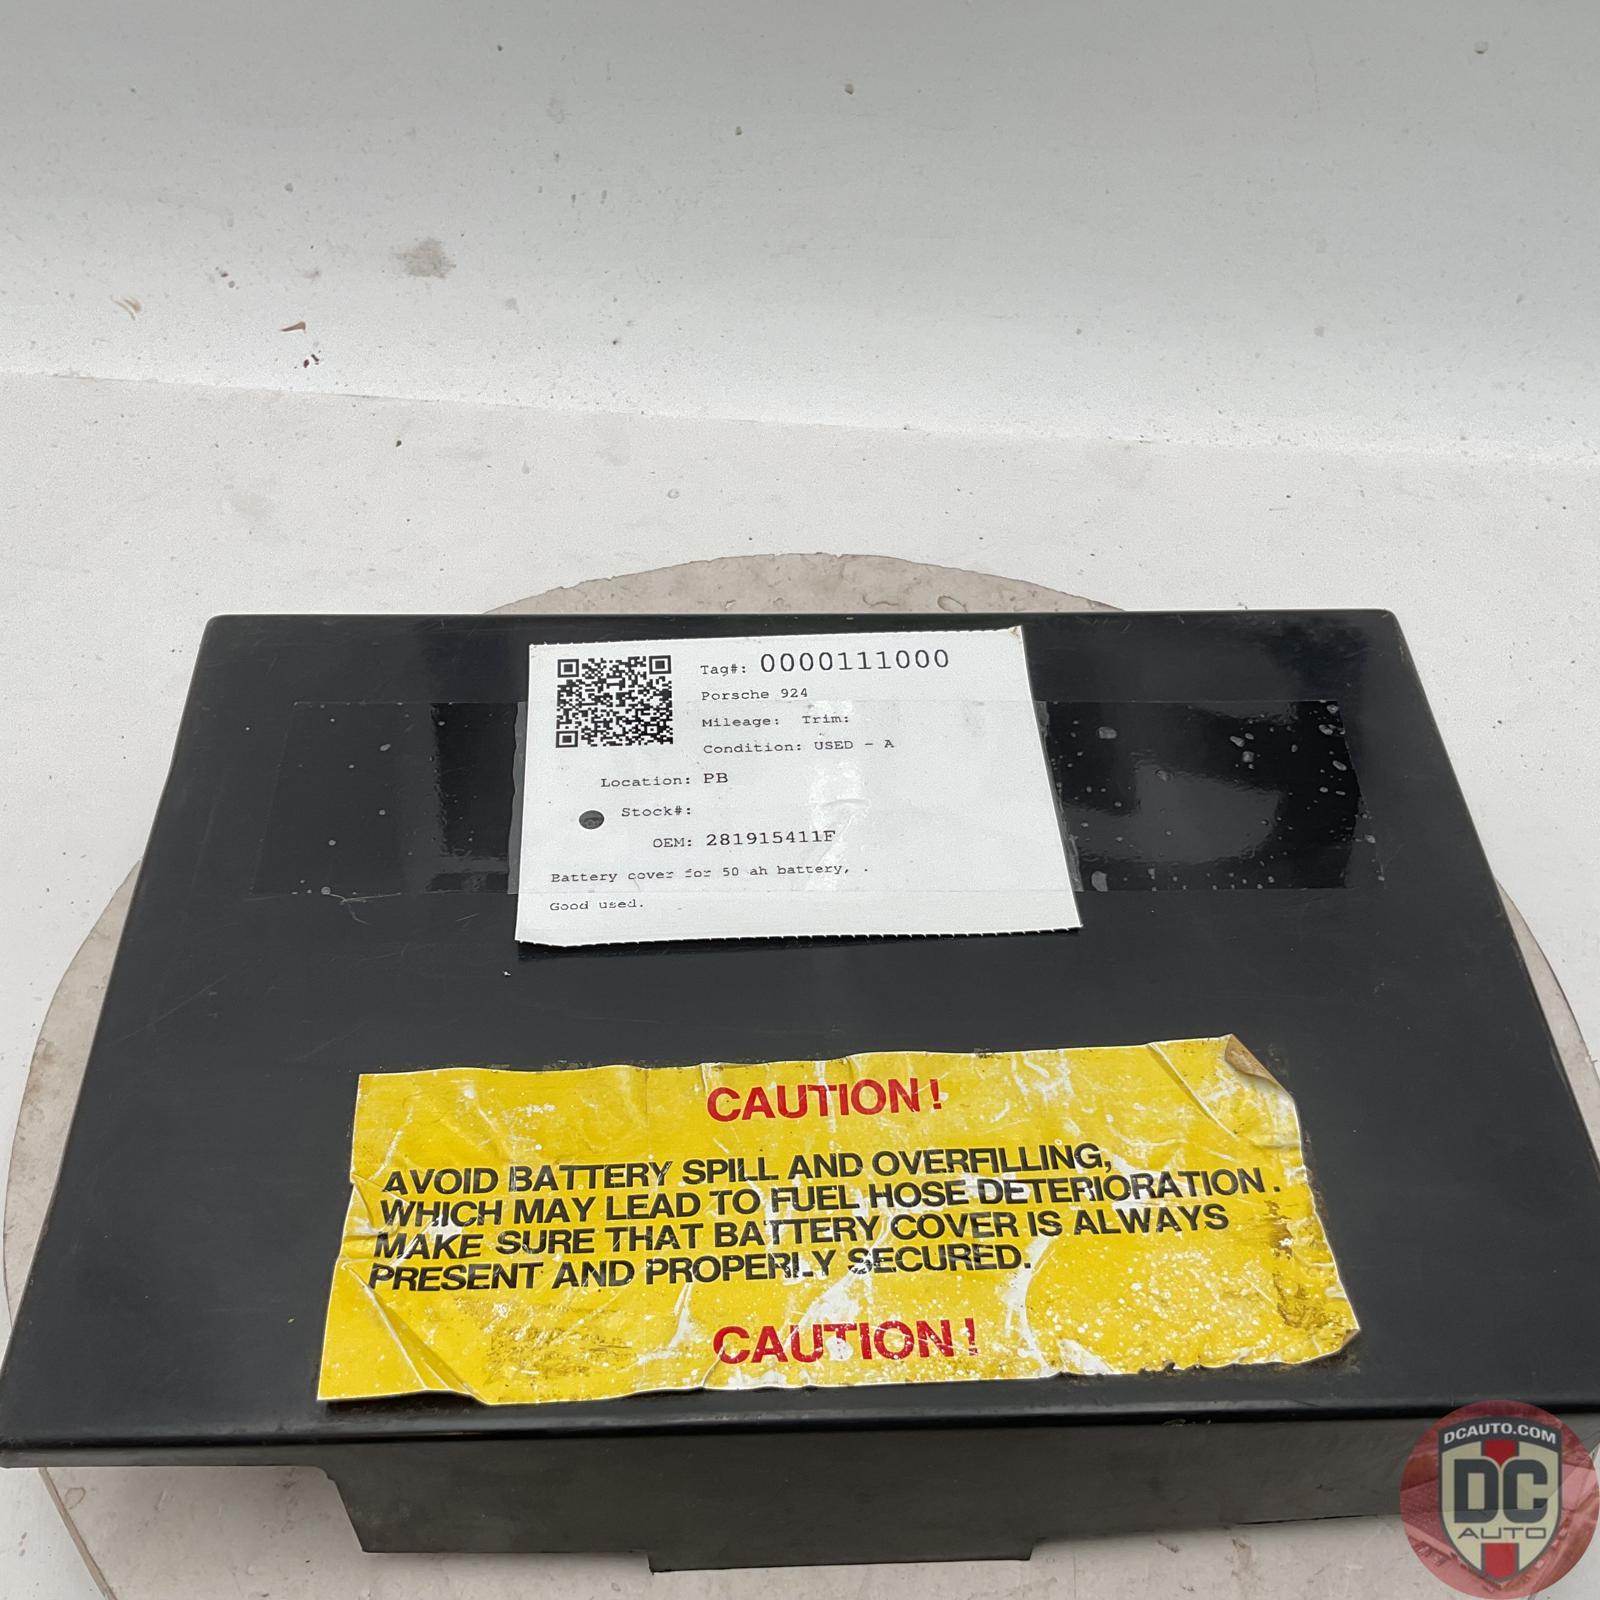 Tag#: 0000111000
Porsche 924
Mileage: Trim:
Condition: USED - A
Location: PB
Stock#:
OEM: 281915411F
Battery cover for 50 ah battery, .
Good used.
CAUTION!
AVOID BATTERY SPILL AND OVERFILLING,
WHICH MAY LEAD TO FUEL HOSE DETERIORATION.
MAKE SURE THAT BATTERY COVER IS ALWAYS
PRESENT AND PROPERLY SECURED.
CAUTION!
DCAUTO.COM
DC
AUTO